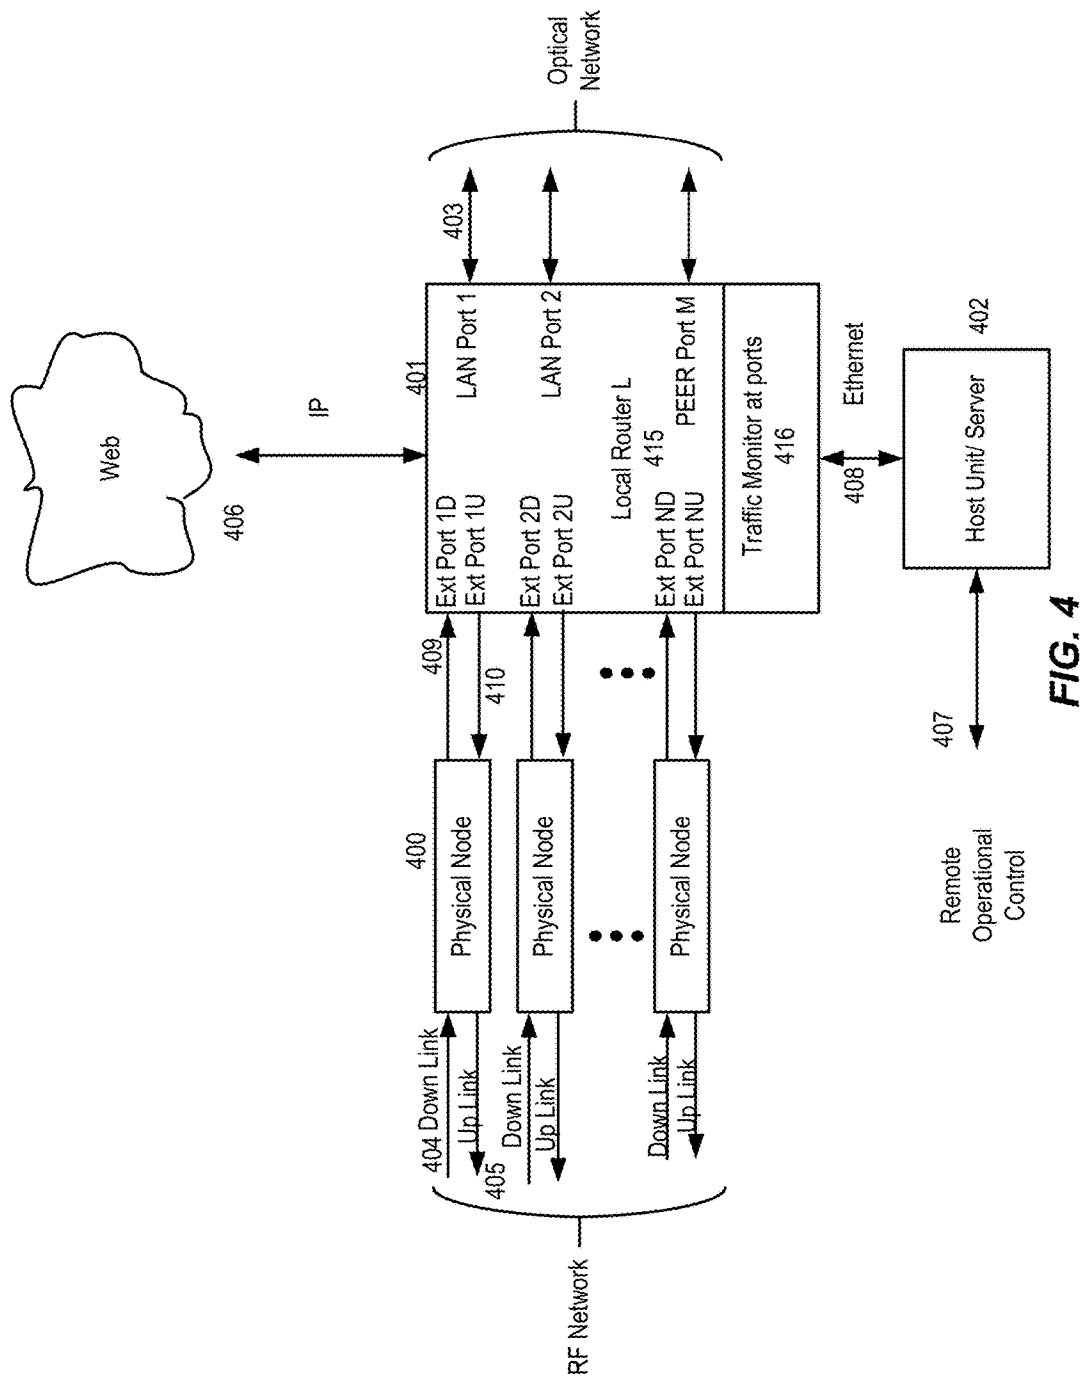 Web
406
IP
RF Network
404 Down Link
Up Link
405
Down Link
Up Link
Down Link
Up Link
400
Physical Node
Physical Node
Physical Node
409
410
401
Ext Port 1D
Ext Port 1U
Ext Port 2D
Ext Port 2U
Ext Port ND
Ext Port NU
Local Router L
415
LAN Port 1
LAN Port 2
PEER Port M
403
Optical
Network
Traffic Monitor at ports
416
408
Ethernet
402
Host Unit/ Server
407
Remote
Operational
Control
FIG. 4